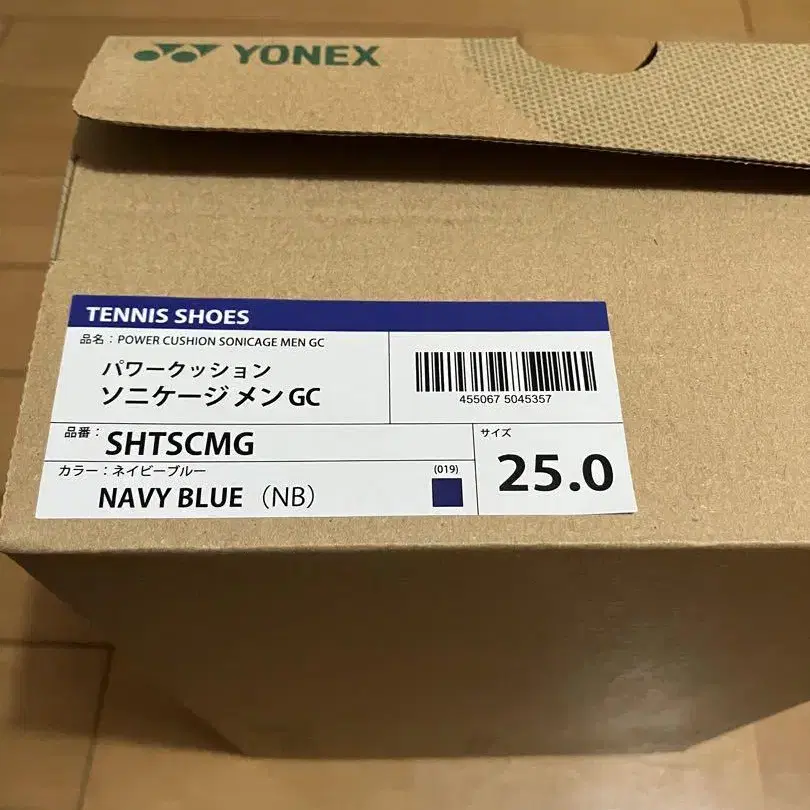 YONEX
TENNIS SHOES
品名：POWER CUSHION SONICAGE MEN GC
パワークッション
ソニケージ メン GC
455067 5045357
品番：SHTSCMG
サイズ
25.0
カラー：ネイビーブルー
(019)
NAVY BLUE （NB）